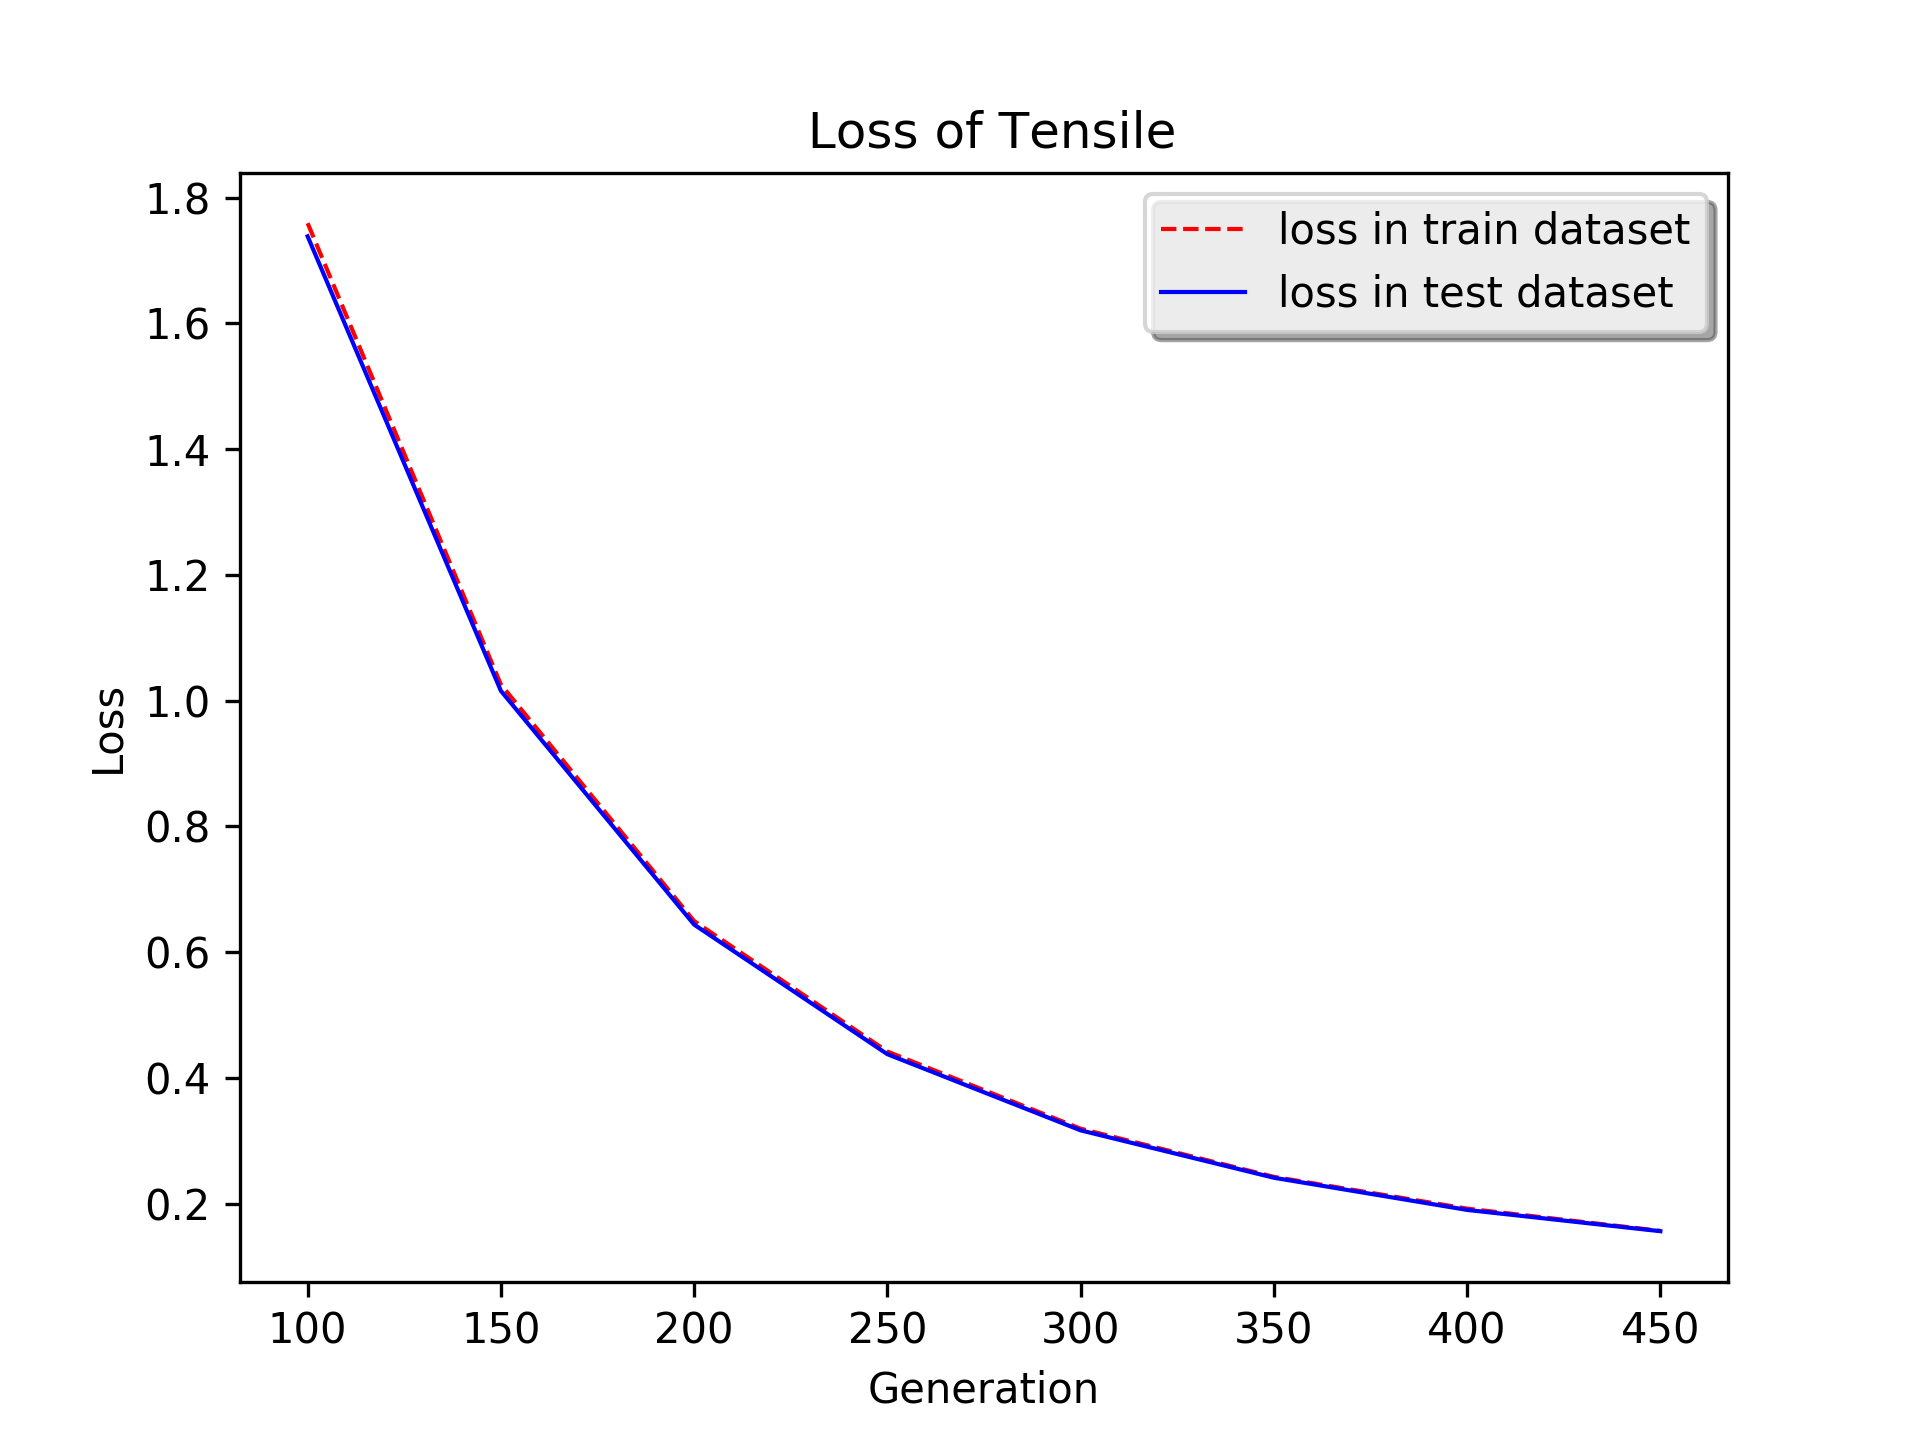 Loss of Tensile
loss in train dataset
loss in test dataset
Loss
1.8
1.6
1.4
1.2
1.0
0.8
0.6
0.4
0.2
100 150 200 250 300 350 400 450
Generation